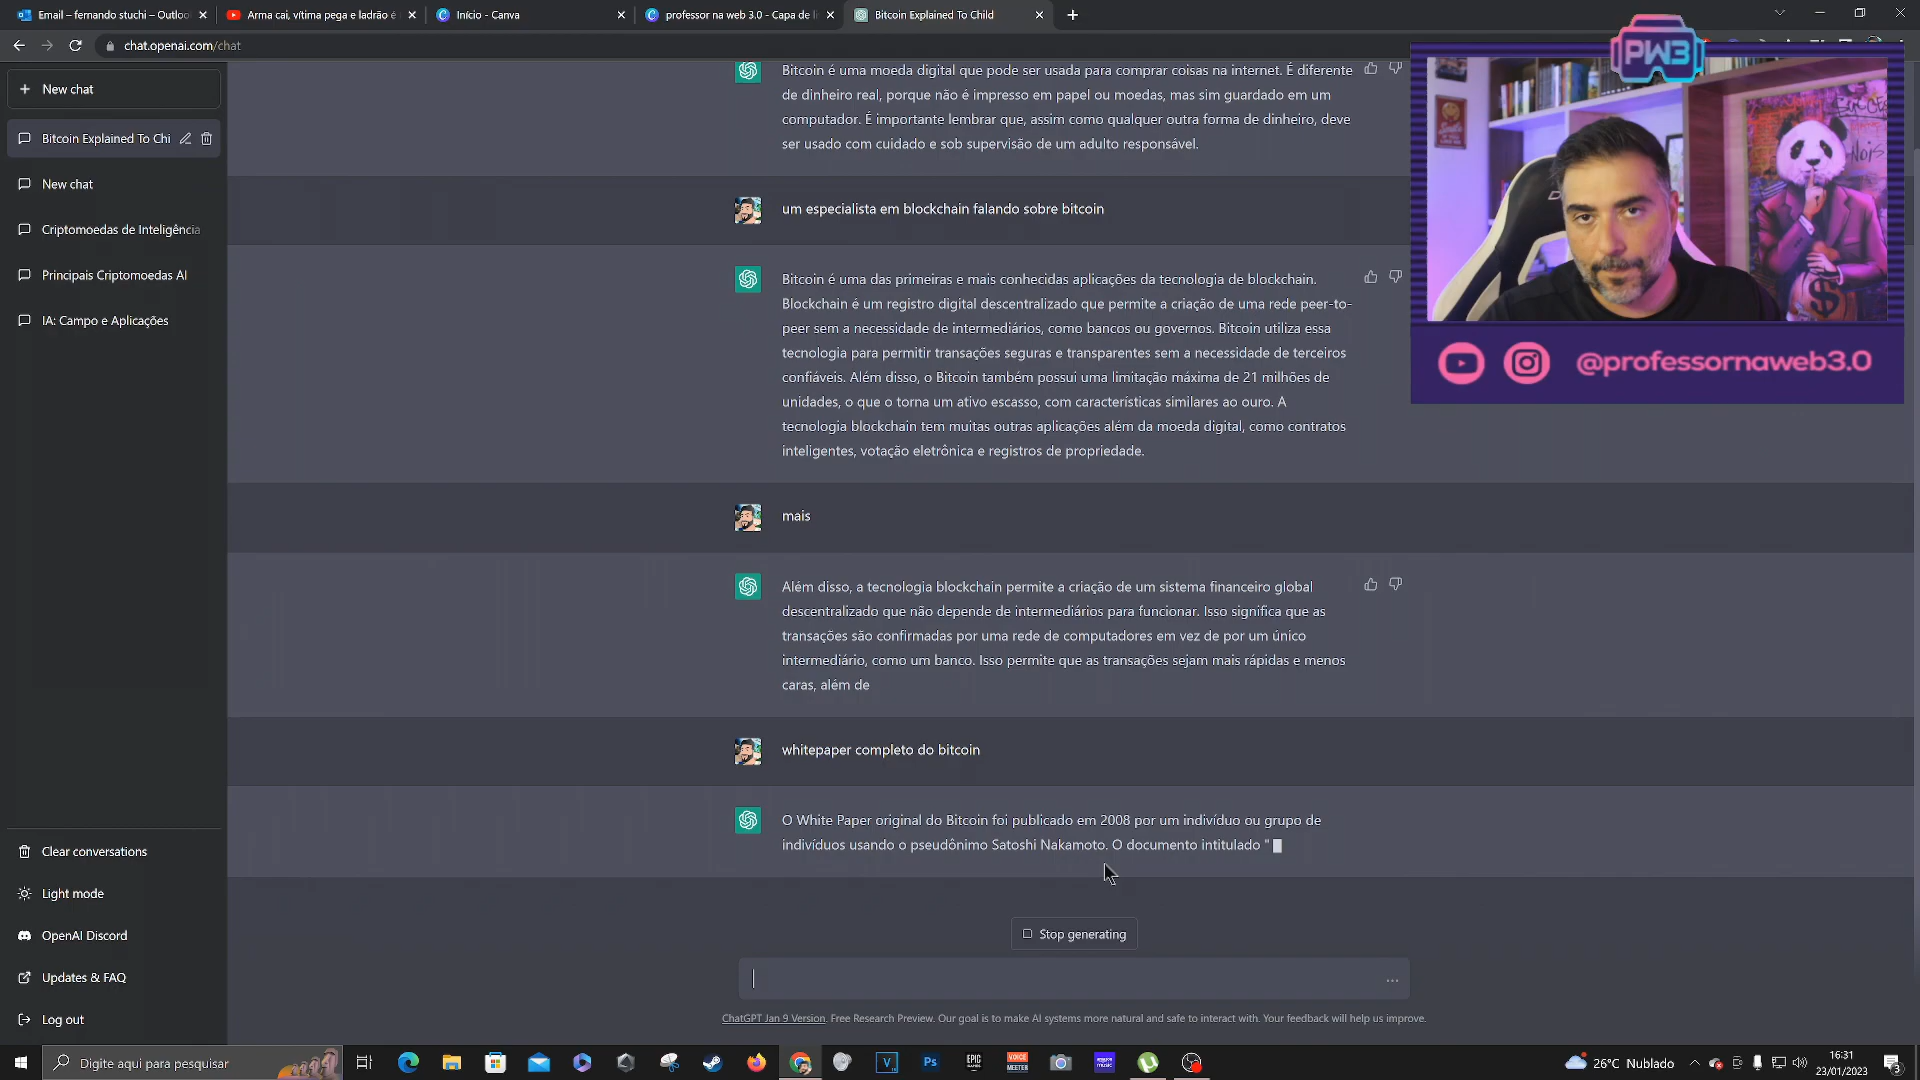 Email – fernando stuchi – Outloo
Arma cai, vítima pega e ladrão é
Início - Canva
professor na web 3.0 - Capa de li
Bitcoin Explained To Child
chat.openai.com/chat
New chat
Bitcoin Explained To Chi
New chat
Criptomoedas de Inteligência
Principais Criptomoedas AI
IA: Campo e Aplicações
Bitcoin é uma moeda digital que pode ser usada para comprar coisas na internet. É diferente
de dinheiro real, porque não é impresso em papel ou moedas, mas sim guardado em um
computador. É importante lembrar que, assim como qualquer outra forma de dinheiro, deve
ser usado com cuidado e sob supervisão de um adulto responsável.
um especialista em blockchain falando sobre bitcoin
Bitcoin é uma das primeiras e mais conhecidas aplicações da tecnologia de blockchain.
Blockchain é um registro digital descentralizado que permite a criação de uma rede peer-to-
peer sem a necessidade de intermediários, como bancos ou governos. Bitcoin utiliza essa
tecnologia para permitir transações seguras e transparentes sem a necessidade de terceiros
confiáveis. Além disso, o Bitcoin também possui uma limitação máxima de 21 milhões de
unidades, o que o torna um ativo escasso, com características similares ao ouro. A
tecnologia blockchain tem muitas outras aplicações além da moeda digital, como contratos
inteligentes, votação eletrônica e registros de propriedade.
mais
Além disso, a tecnologia blockchain permite a criação de um sistema financeiro global
descentralizado que não depende de intermediários para funcionar. Isso significa que as
transações são confirmadas por uma rede de computadores em vez de por um único
intermediário, como um banco. Isso permite que as transações sejam mais rápidas e menos
caras, além de
whitepaper completo do bitcoin
O White Paper original do Bitcoin foi publicado em 2008 por um indivíduo ou grupo de
indivíduos usando o pseudônimo Satoshi Nakamoto. O documento intitulado "
Stop generating
ChatGPT Jan 9 Version. Free Research Preview. Our goal is to make AI systems more natural and safe to interact with. Your feedback will help us improve.
Clear conversations
Light mode
OpenAI Discord
Updates & FAQ
Log out
PW3
@professornaweb3.0
Digite aqui para pesquisar
V
Ps
EPIC
VOICE
MEETER
amazon
music
26°C Nublado
16:31
23/01/2023
3